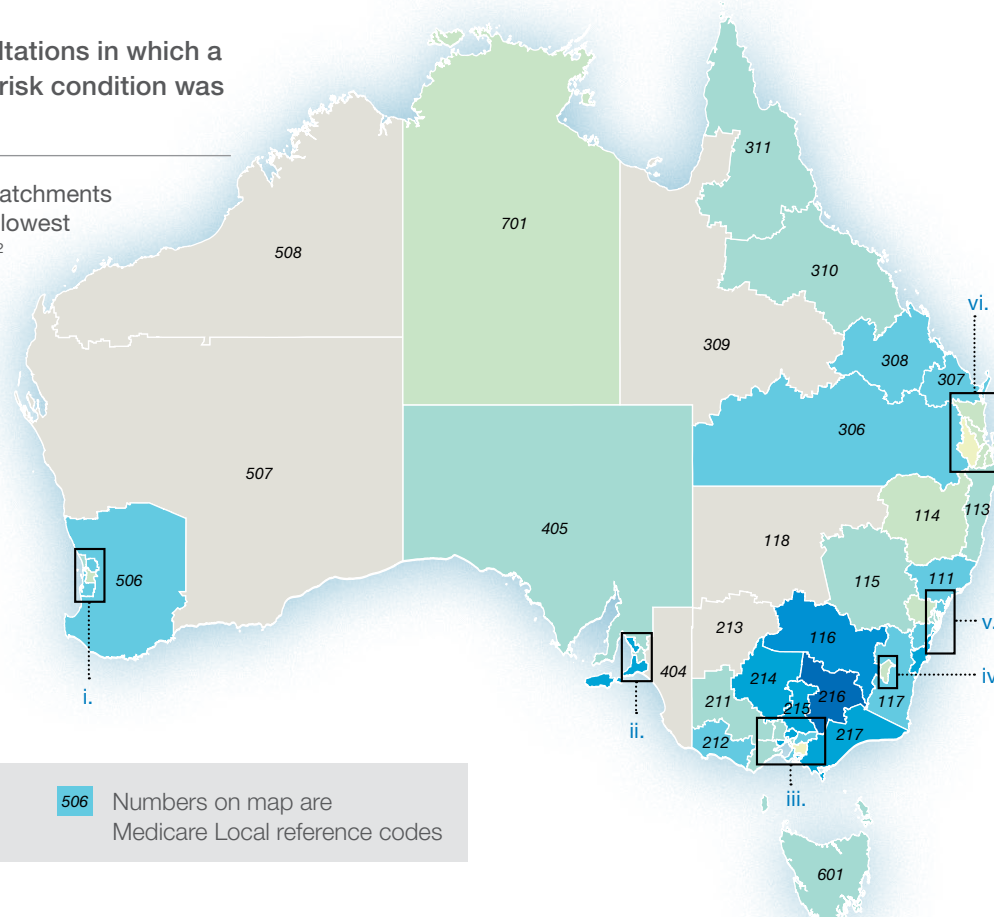 ltations in which a
risk condition was
atchments
lowest
2
311
701
508
310
vi.
309
308
307
306
507
405
114
113
118
506
115
111
v.
213
116
404
214
iv
i.
211
216
215
117
ii.
212
217
iii.
506 Numbers on map are
Medicare Local reference codes
601